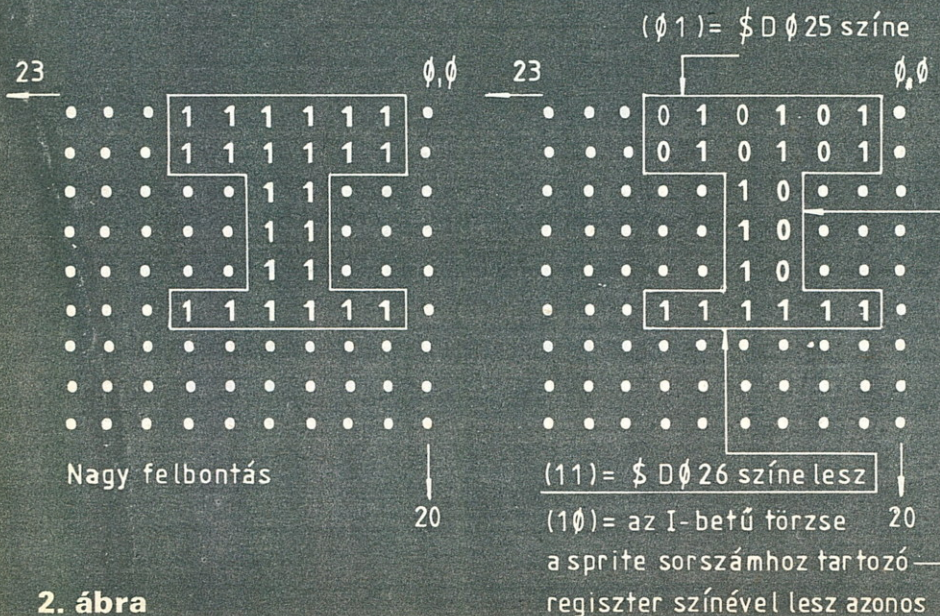 (Ø1)= $DØ25 színe
23 Ø,Ø 23 Ø,Ø
1 1 1 1 1 1 0 1 0 1 0 1
1 1 1 1 1 1 0 1 0 1 0 1
1 1 1 0
1 1 1 0
1 1 1 0
1 1 1 1 1 1 1 1 1 1 1 1
Nagy felbontás
20
(11)= $DØ26 színe lesz
(1Ø)= az I-betű törzse
20
a sprite sorszámhoz tartozó
regiszter színével lesz azonos
2. ábra